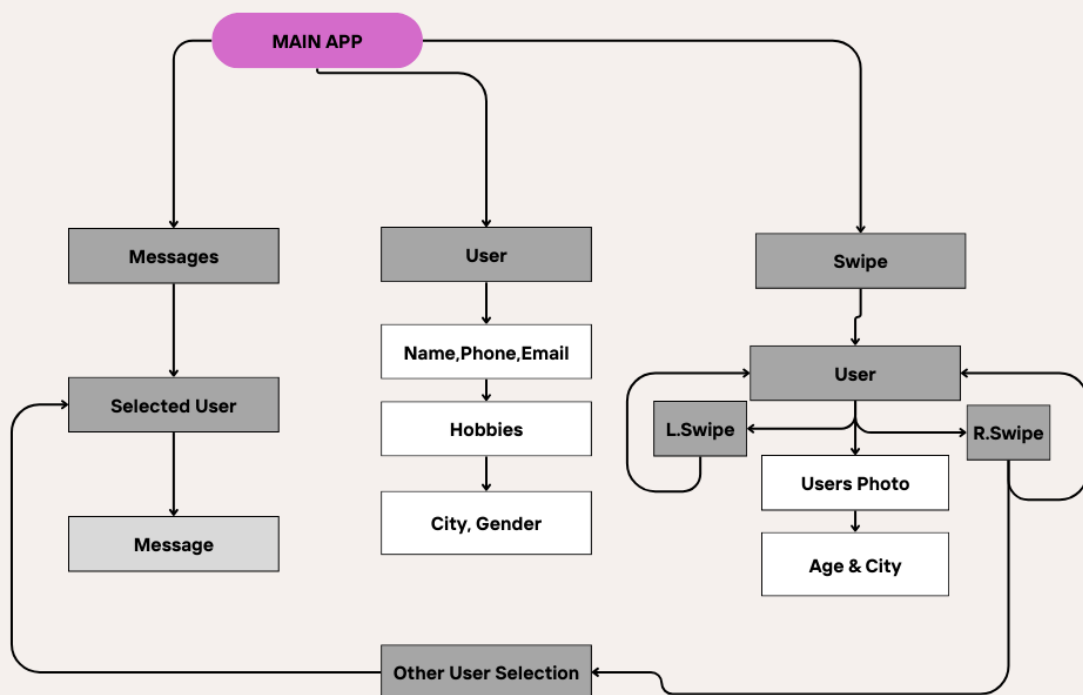 MAIN APP
Messages
User
Swipe
Name,Phone,Email
User
Selected User
Hobbies
L.Swipe
R.Swipe
Users Photo
City, Gender
Message
Age & City
Other User Selection